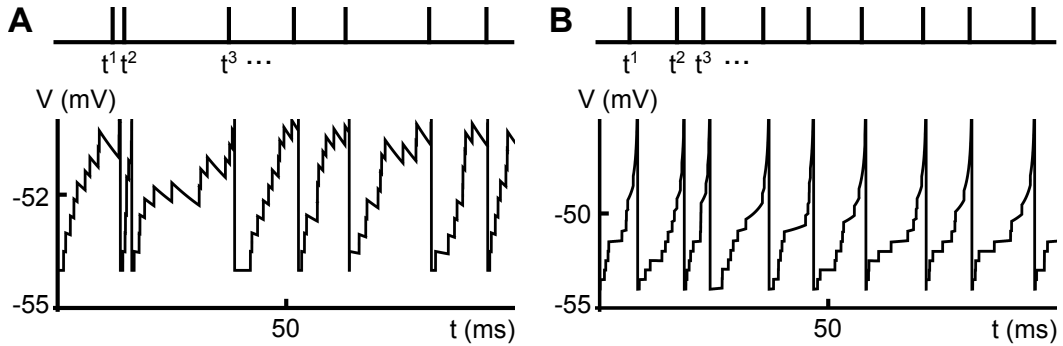 A
t¹ t² t³ ...
V (mV)
-52
-55
50
t (ms)
B
t¹ t² t³ ...
V (mV)
-50
-55
50
t (ms)